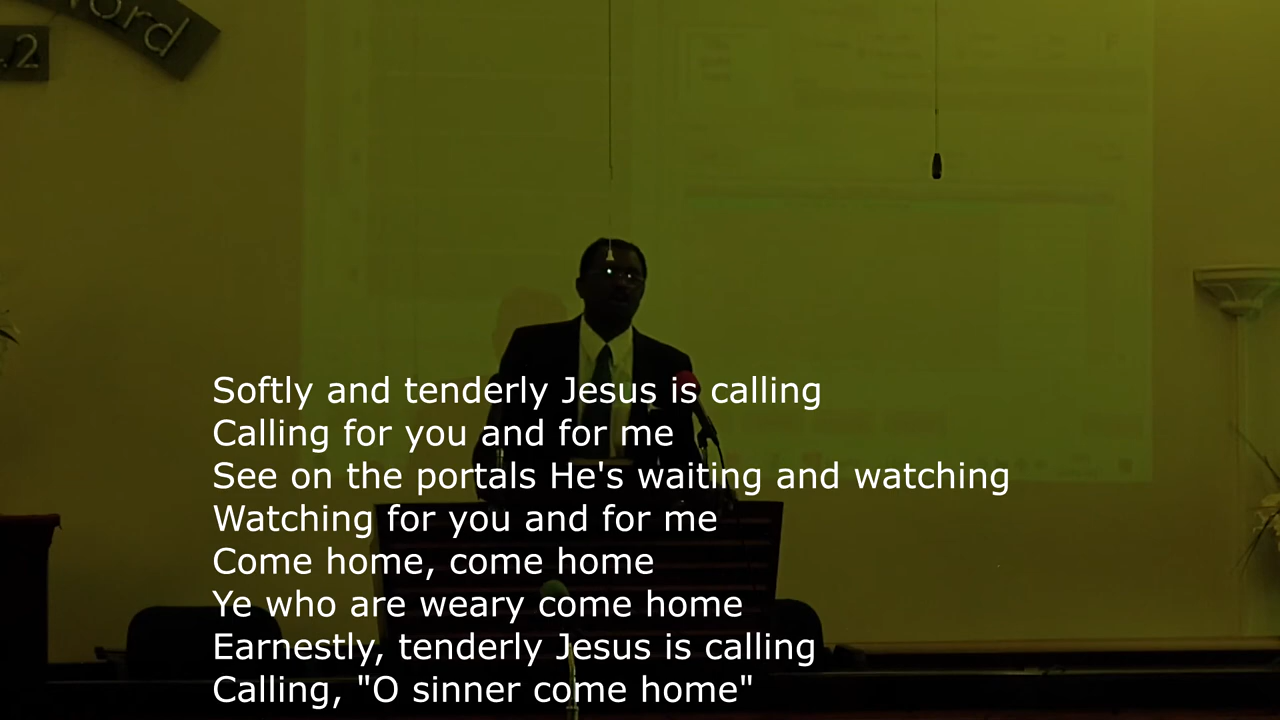 ord
.2
Softly and tenderly Jesus is calling
Calling for you and for me
See on the portals He's waiting and watching
Watching for you and for me
Come home, come home
Ye who are weary come home
Earnestly, tenderly Jesus is calling
Calling, "O sinner come home"